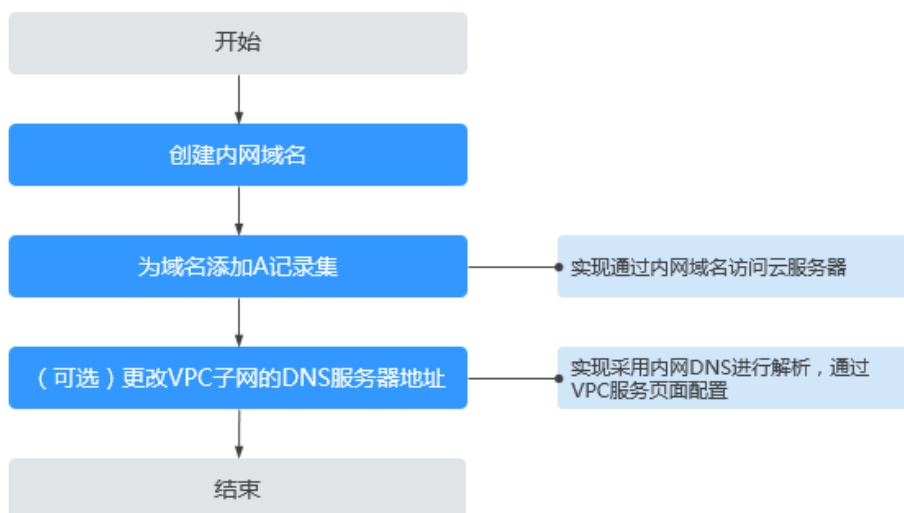 开始
创建内网域名
为域名添加A记录集
实现通过内网域名访问云服务器
（可选）更改VPC子网的DNS服务器地址
实现采用内网DNS进行解析，通过
VPC服务页面配置
结束